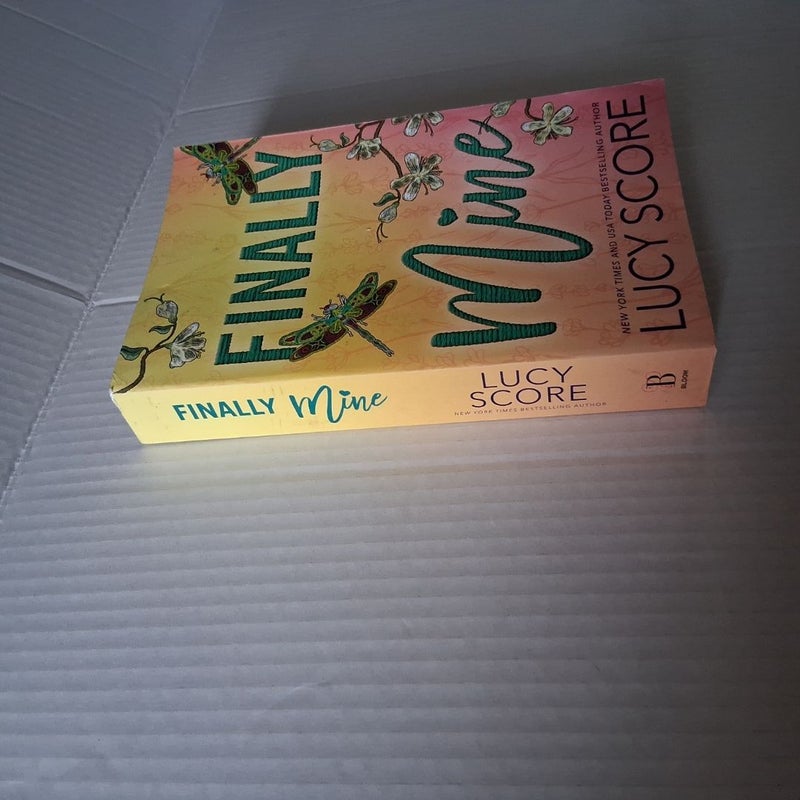 FINALLY
Mine
NEW YORK TIMES AND USA TODAY BESTSELLING AUTHOR
LUCY SCORE
FINALLY Mine
LUCY
SCORE
NEW YORK TIMES BESTSELLING AUTHOR
B
BLOOM